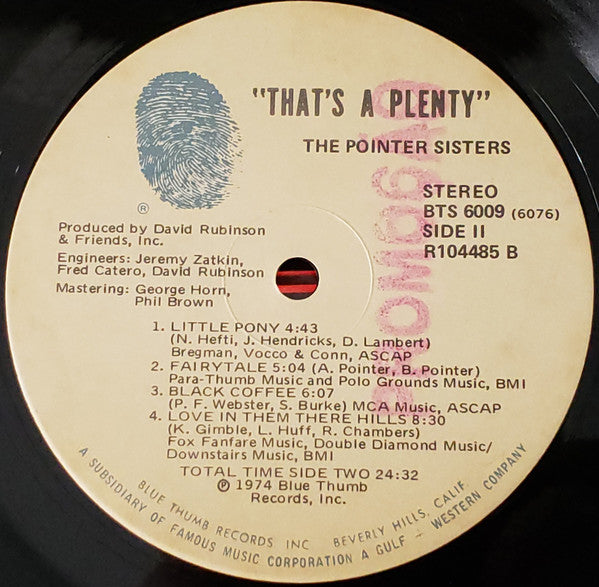 "THAT'S A PLENTY"
THE POINTER SISTERS
STEREO
BTS 6009 (6076)
SIDE II
R104485 B
®
Produced by David Rubinson
& Friends, Inc.
Engineers: Jeremy Zatkin,
Fred Catero, David Rubinson
Mastering: George Horn,
Phil Brown
1. LITTLE PONY 4:43
(N. Hefti, J. Hendricks, D. Lambert)
Bregman, Vocco & Conn, ASCAP
2. FAIRYTALE 5:04 (A. Pointer, B. Pointer)
Para-Thumb Music and Polo Grounds Music, BMI
3. BLACK COFFEE 6:07
(P. F. Webster, S. Burke) MCA Music, ASCAP
4. LOVE IN THEM THERE HILLS 8:30
(K. Gimble, L. Huff, R. Chambers)
Fox Fanfare Music, Double Diamond Music/
Downstairs Music, BMI
TOTAL TIME SIDE TWO 24:32
℗ 1974 Blue Thumb
Records, Inc.
BLUE THUMB RECORDS INC BEVERLY HILLS, CALIF.
A SUBSIDIARY OF FAMOUS MUSIC CORPORATION A GULF - WESTERN COMPANY